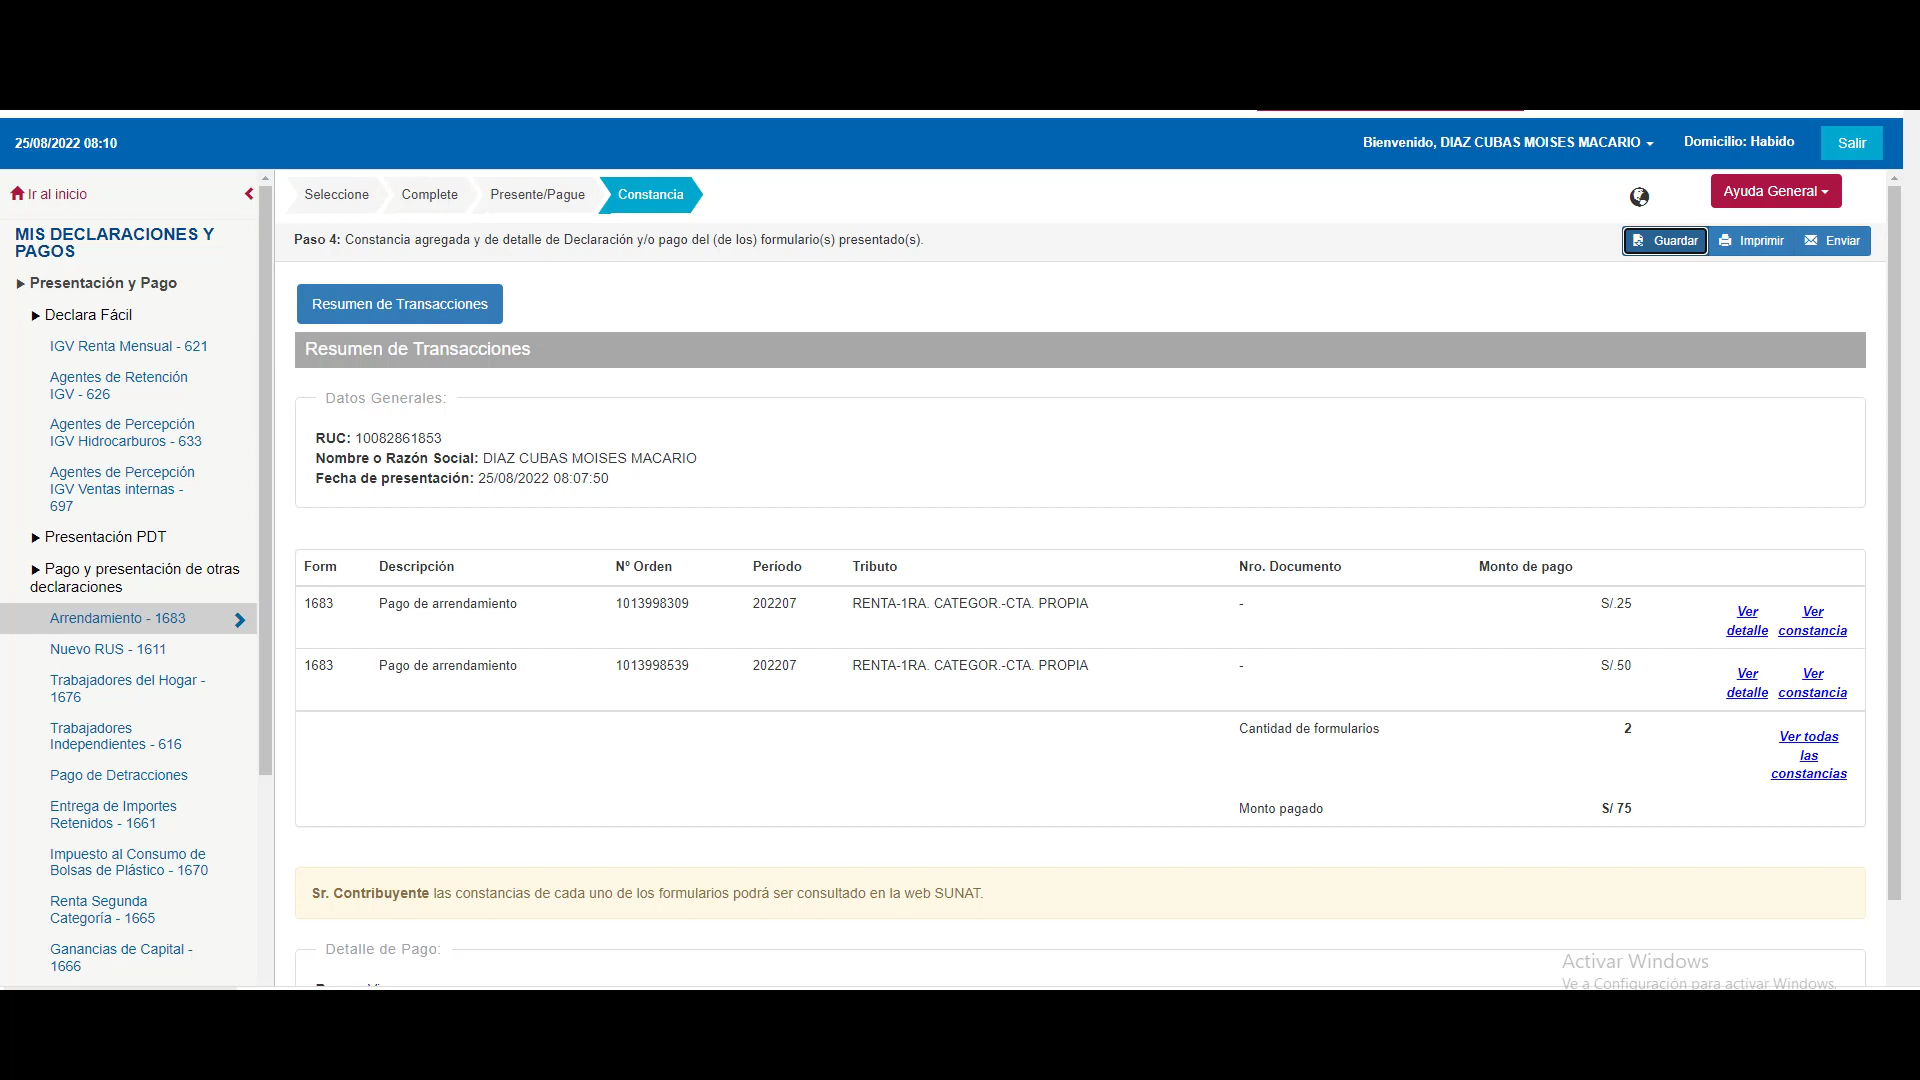 25/08/2022 08:10
Bienvenido, DIAZ CUBAS MOISES MACARIO
Domicilio: Habido
Salir
Ir al inicio
MIS DECLARACIONES Y
PAGOS
Presentación y Pago
Declara Fácil
IGV Renta Mensual - 621
Agentes de Retención
IGV - 626
Agentes de Percepción
IGV Hidrocarburos - 633
Agentes de Percepción
IGV Ventas internas -
697
Presentación PDT
Pago y presentación de otras
declaraciones
Arrendamiento - 1683
Nuevo RUS - 1611
Trabajadores del Hogar -
1676
Trabajadores
Independientes - 616
Pago de Detracciones
Entrega de Importes
Retenidos - 1661
Impuesto al Consumo de
Bolsas de Plástico - 1670
Renta Segunda
Categoría - 1665
Ganancias de Capital -
1666
Seleccione
Complete
Presente/Pague
Constancia
Ayuda General
Paso 4: Constancia agregada y de detalle de Declaración y/o pago del (de los) formulario(s) presentado(s).
Guardar
Imprimir
Enviar
Resumen de Transacciones
Resumen de Transacciones
Datos Generales:
RUC: 10082861853
Nombre o Razón Social: DIAZ CUBAS MOISES MACARIO
Fecha de presentación: 25/08/2022 08:07:50
Form Descripción Nº Orden Período Tributo Nro. Documento Monto de pago
1683 Pago de arrendamiento 1013998309 202207 RENTA-1RA. CATEGOR.-CTA. PROPIA - S/.25
Ver detalle
Ver constancia
1683 Pago de arrendamiento 1013998539 202207 RENTA-1RA. CATEGOR.-CTA. PROPIA - S/.50
Ver detalle
Ver constancia
Cantidad de formularios 2
Ver todas
las
constancias
Monto pagado S/ 75
Sr. Contribuyente las constancias de cada uno de los formularios podrá ser consultado en la web SUNAT.
Detalle de Pago:
Activar Windows
Ve a Configuración para activar Windows.